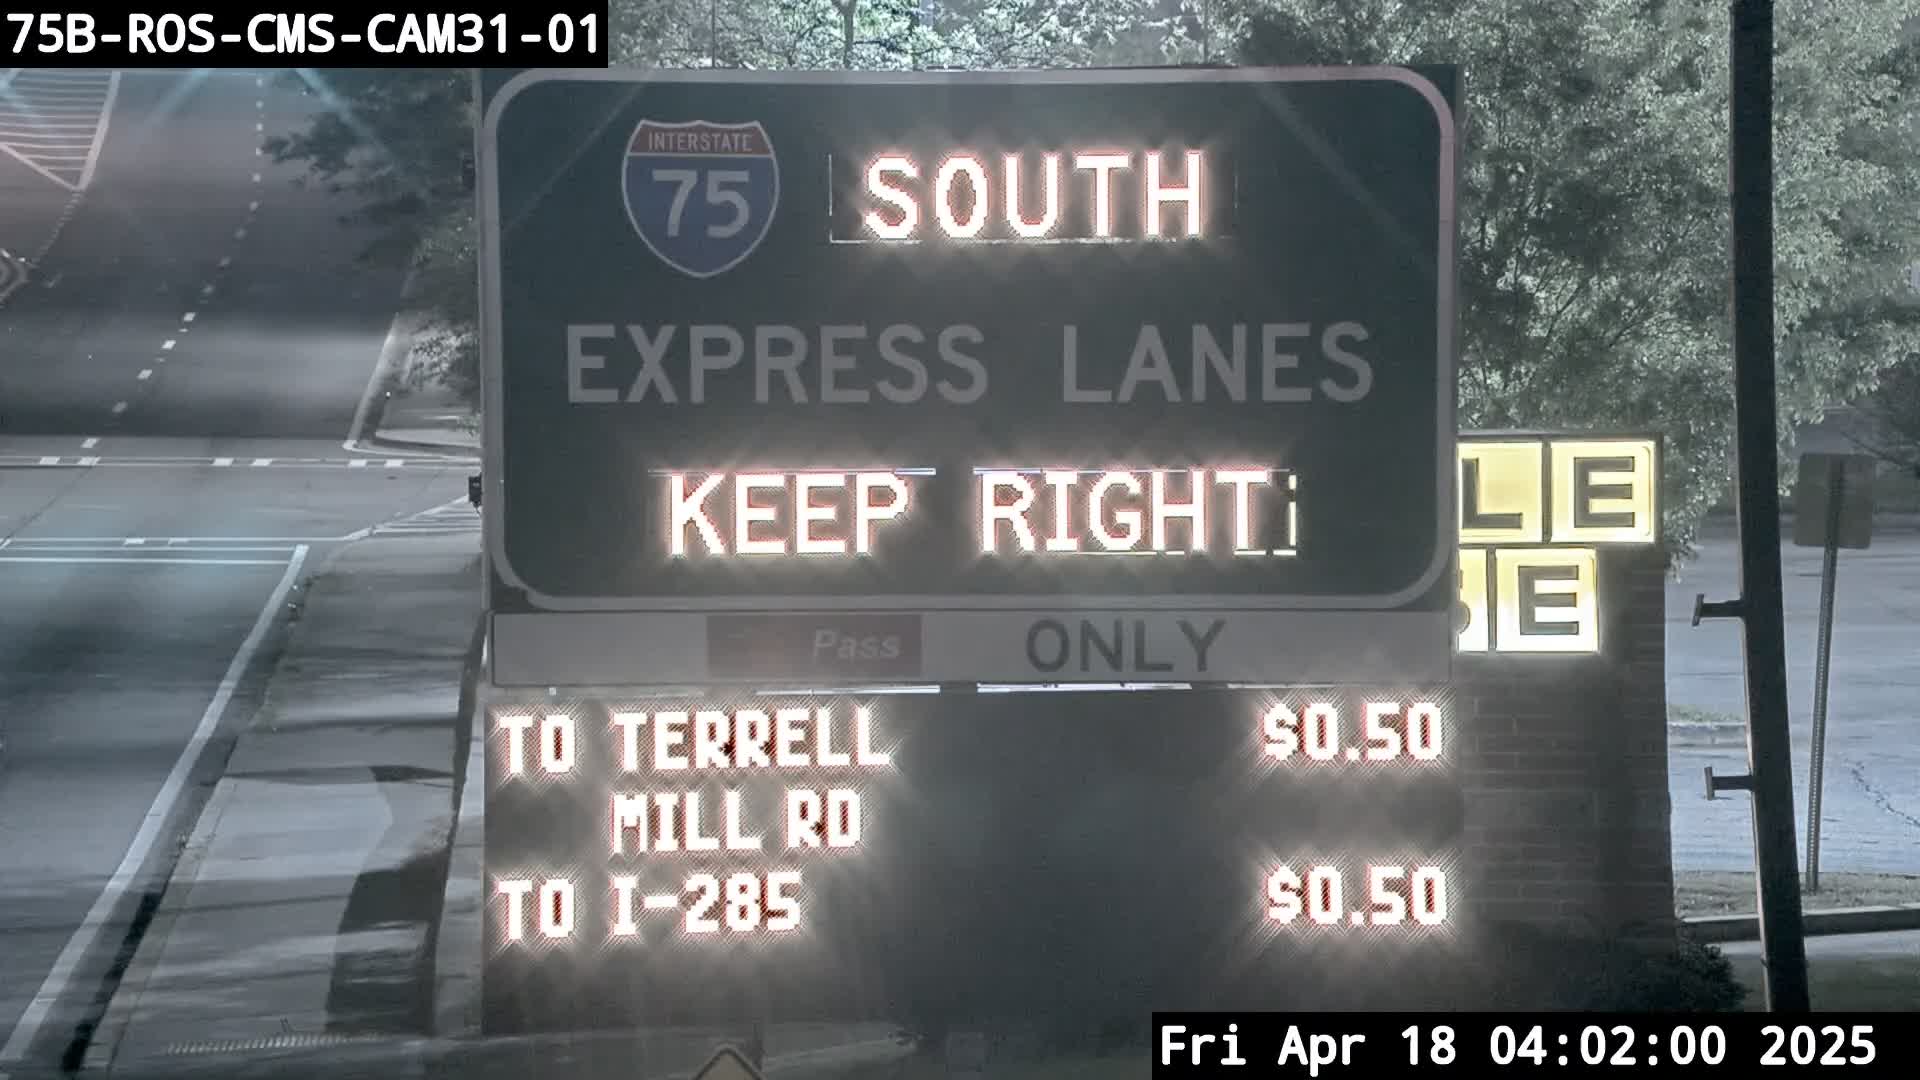 75B-ROS-CMS-CAM31-01
INTERSTATE
75
SOUTH
EXPRESS LANES
KEEP RIGHT
Pass ONLY
TO TERRELL $0.50
MILL RD
TO I-285 $0.50
LE
E
Fri Apr 18 04:02:00 2025